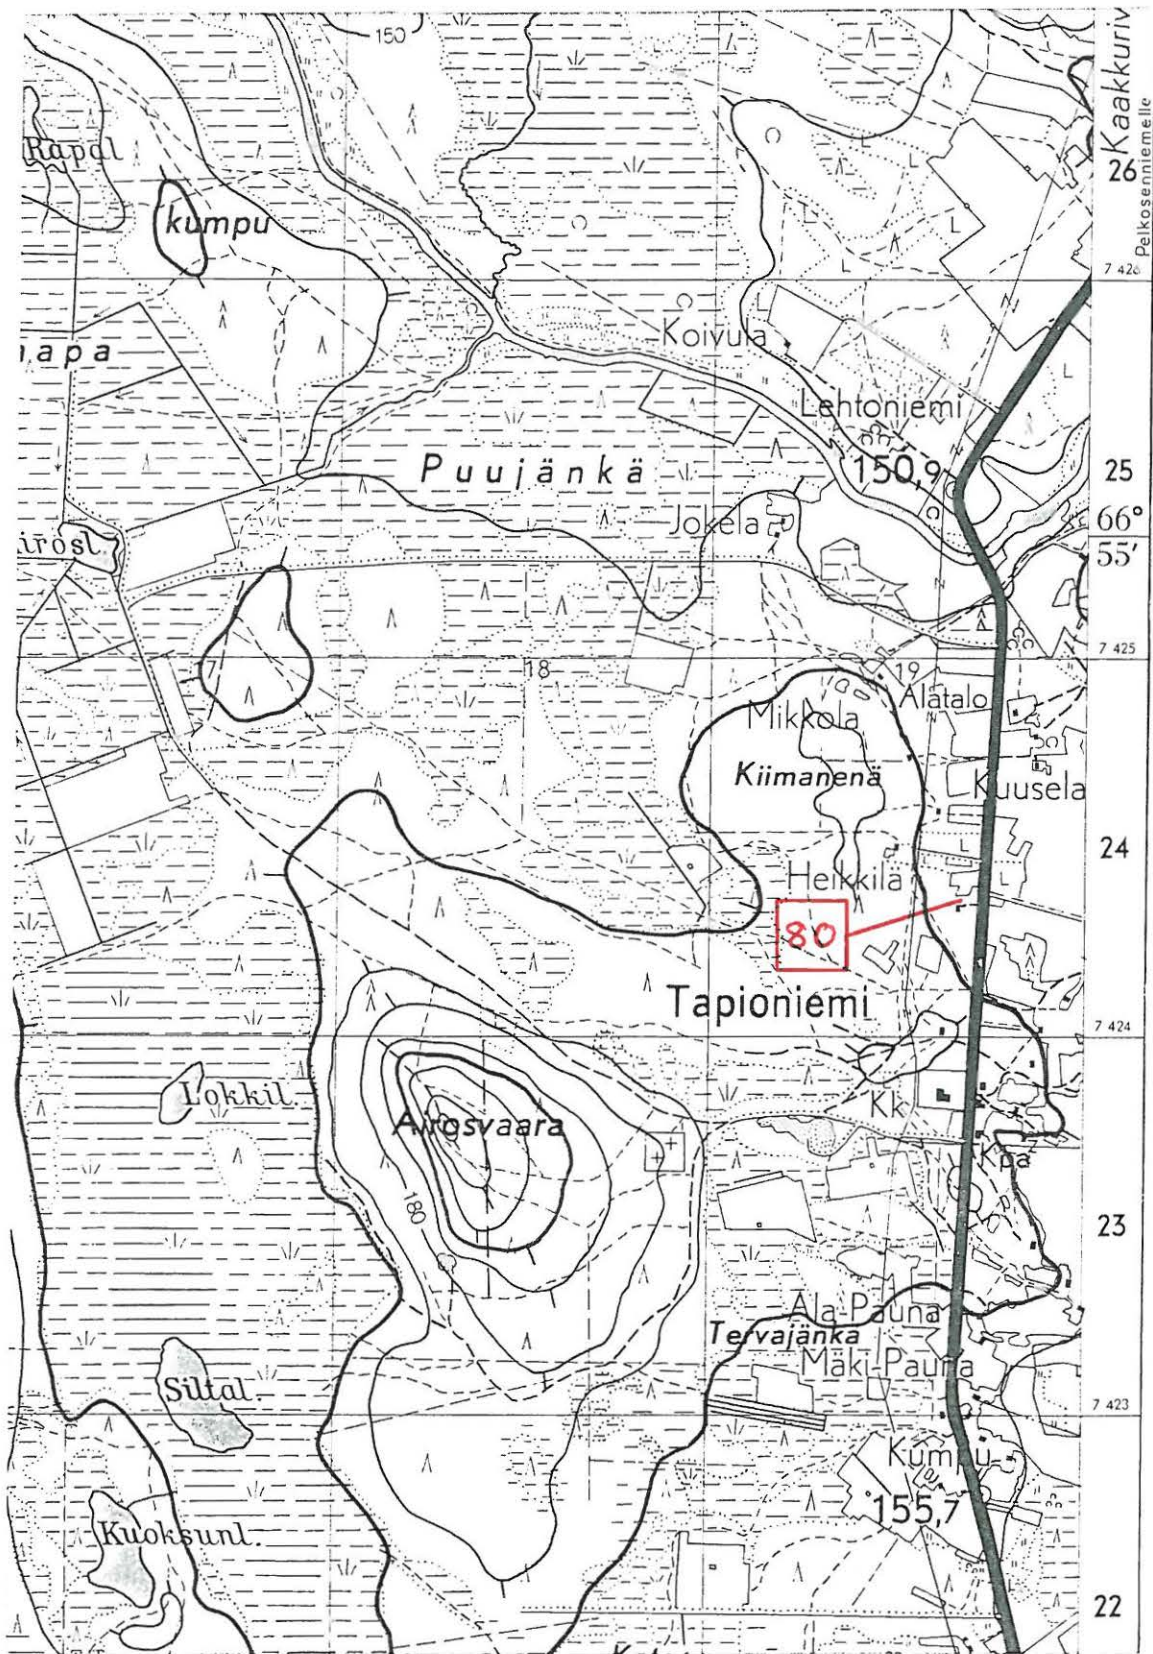 150
Rapal
kumpu
26
7 426
Koivula
Lehtoniemi
150,9
25
Puujänkä
Jokela
66°
55'
7 425
7
18
19
Mikkola
Alatalo
Kiimanenä
Kuusela
24
Heikkilä
80
Tapioniemi
7 424
Lokkil
Kk
Airosvaara
Kpa
180
23
Ala-Pauna
Tervajänkä
Mäki-Pauna
Siltal.
7 423
Kumpu
155,7
Kuoksunl.
22
Pelkosenniemelle